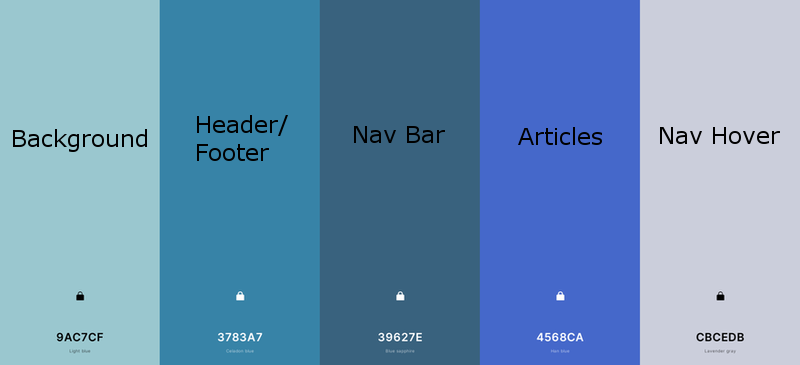 Background
Header/
Footer
Nav Bar
Articles
Nav Hover
9AC7CF
Light blue
3783A7
Celadon blue
39627E
Blue sapphire
4568CA
Han blue
CBCEDB
Lavender gray